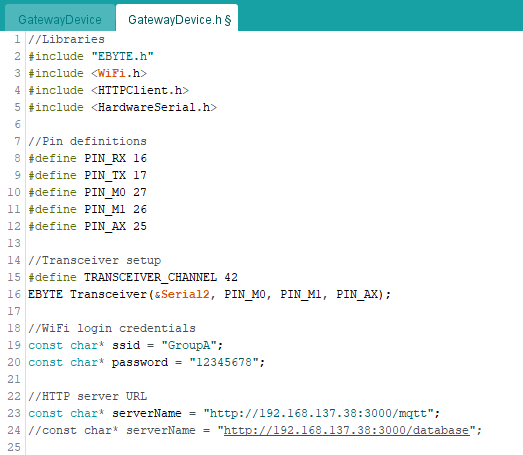 GatewayDevice GatewayDevice.h §
1 //Libraries
2 #include "EBYTE.h"
3 #include <WiFi.h>
4 #include <HTTPClient.h>
5 #include <HardwareSerial.h>
6
7 //Pin definitions
8 #define PIN_RX 16
9 #define PIN_TX 17
10 #define PIN_M0 27
11 #define PIN_M1 26
12 #define PIN_AX 25
13
14 //Transceiver setup
15 #define TRANSCEIVER_CHANNEL 42
16 EBYTE Transceiver(&Serial2, PIN_M0, PIN_M1, PIN_AX);
17
18 //WiFi login credentials
19 const char* ssid = "GroupA";
20 const char* password = "12345678";
21
22 //HTTP server URL
23 const char* serverName = "http://192.168.137.38:3000/mqtt";
24 //const char* serverName = "http://192.168.137.38:3000/database";
25